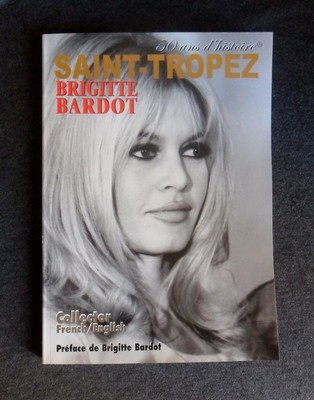 50 ans d'histoire®
SAINT-TROPEZ
BRIGITTE
BARDOT
Collector
French/English
Préface de Brigitte Bardot